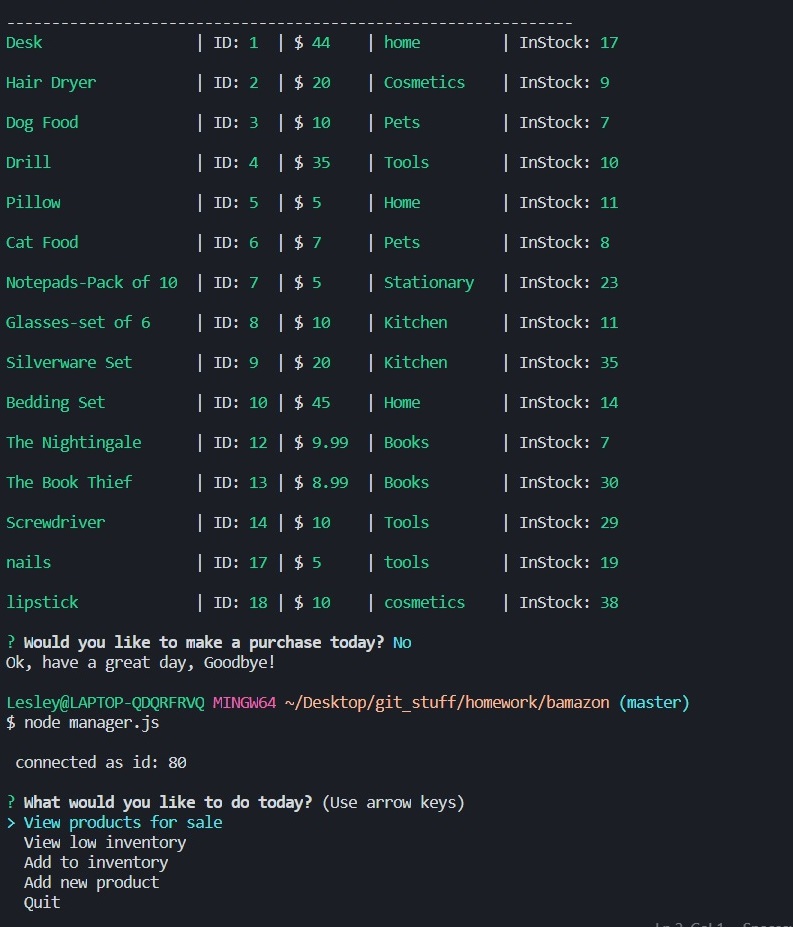 ---------------------------------------------------------------
Desk | ID: 1 | $ 44 | home | InStock: 17
Hair Dryer | ID: 2 | $ 20 | Cosmetics | InStock: 9
Dog Food | ID: 3 | $ 10 | Pets | InStock: 7
Drill | ID: 4 | $ 35 | Tools | InStock: 10
Pillow | ID: 5 | $ 5 | Home | InStock: 11
Cat Food | ID: 6 | $ 7 | Pets | InStock: 8
Notepads-Pack of 10 | ID: 7 | $ 5 | Stationary | InStock: 23
Glasses-set of 6 | ID: 8 | $ 10 | Kitchen | InStock: 11
Silverware Set | ID: 9 | $ 20 | Kitchen | InStock: 35
Bedding Set | ID: 10 | $ 45 | Home | InStock: 14
The Nightingale | ID: 12 | $ 9.99 | Books | InStock: 7
The Book Thief | ID: 13 | $ 8.99 | Books | InStock: 30
Screwdriver | ID: 14 | $ 10 | Tools | InStock: 29
nails | ID: 17 | $ 5 | tools | InStock: 19
lipstick | ID: 18 | $ 10 | cosmetics | InStock: 38
? Would you like to make a purchase today? No
Ok, have a great day, Goodbye!
Lesley@LAPTOP-QDQRFRVQ MINGW64 ~/Desktop/git_stuff/homework/bamazon (master)
$ node manager.js
connected as id: 80
? What would you like to do today? (Use arrow keys)
> View products for sale
View low inventory
Add to inventory
Add new product
Quit